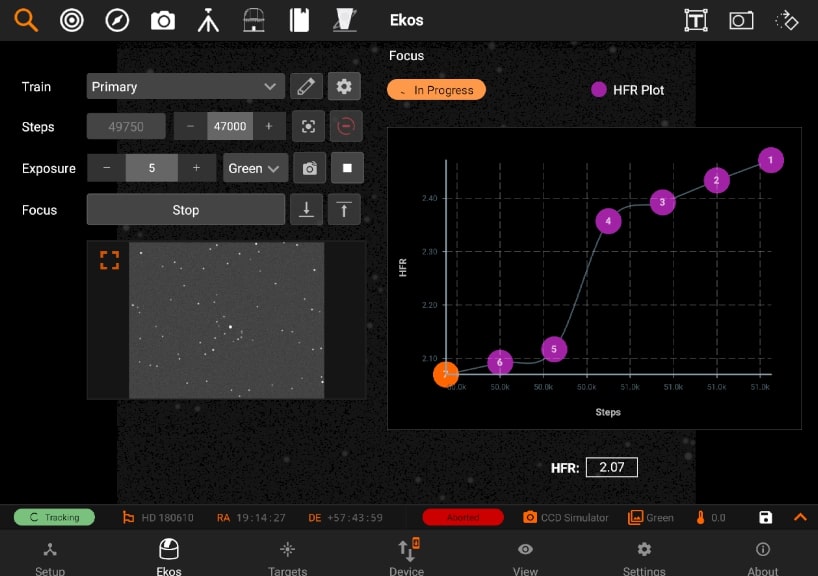 Ekos
Focus
Train Primary
In Progress
HFR Plot
Steps 49750 - 47000 +
Exposure - 5 + Green
Focus Stop
1
2
3
4
5
6
7
2.40
2.30
2.20
2.10
HFR
50.0k 50.0k 50.0k 51.0k 51.0k 51.0k 51.0k
Steps
HFR: 2.07
Tracking HD 180610 RA 19:14:27 DE +57:43:59 Aborted CCD Simulator Green 0.0
Setup Ekos Targets Device View Settings About